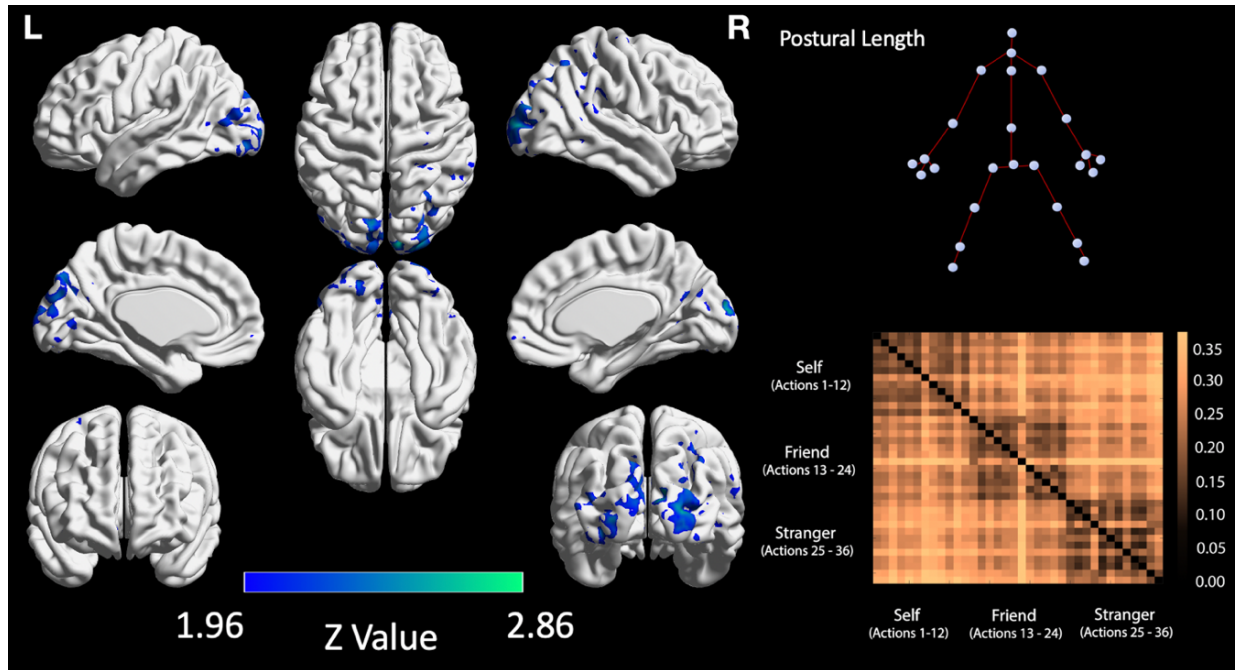 L
R
Postural Length
1.96
2.86
Z Value
Self
(Actions 1-12)
Friend
(Actions 13 - 24)
Stranger
(Actions 25 - 36)
0.35
0.30
0.25
0.20
0.15
0.10
0.05
0.00
Self
(Actions 1-12)
Friend
(Actions 13 - 24)
Stranger
(Actions 25 - 36)